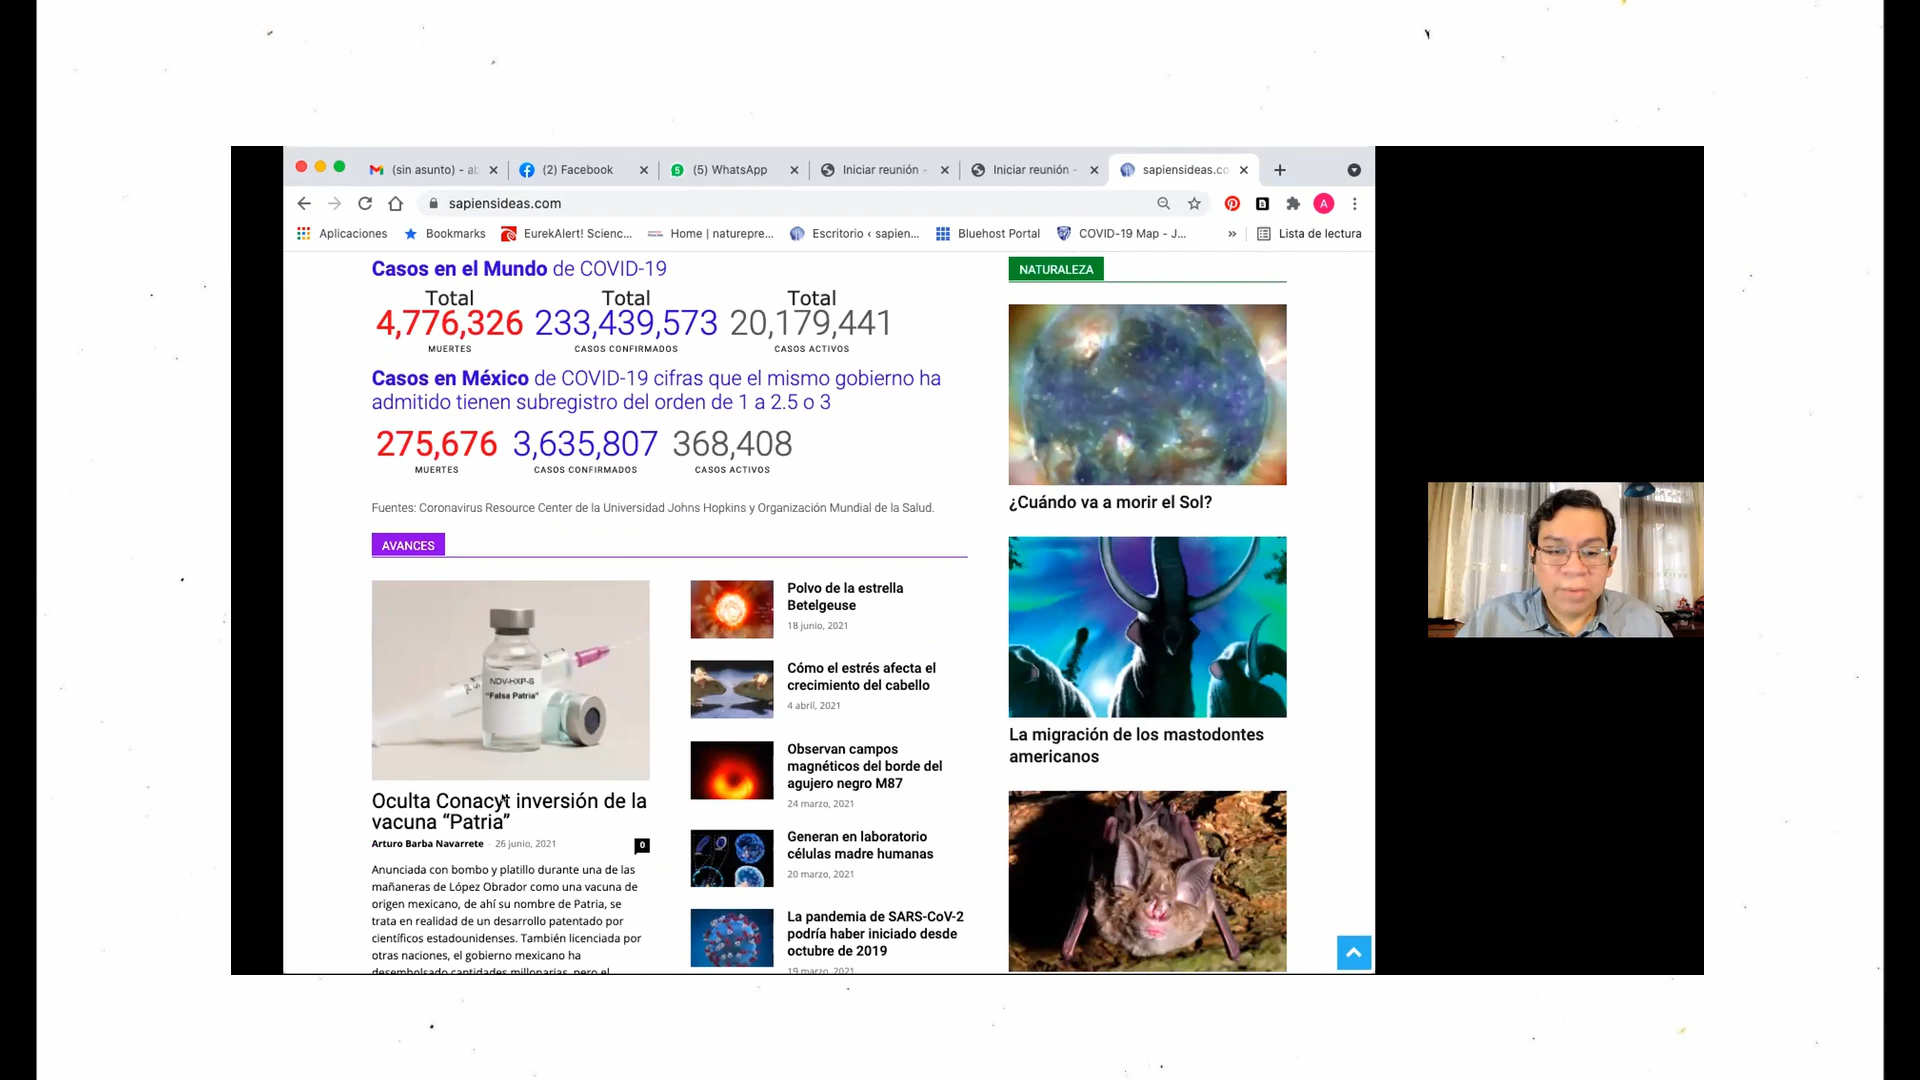 (sin asunto) - ab
(2) Facebook
(5) WhatsApp
Iniciar reunión -
Iniciar reunión -
sapiensideas.co
sapiensideas.com
A
Aplicaciones
Bookmarks
EurekAlert! Scienc...
Home | naturepre...
Escritorio ‹ sapien...
Bluehost Portal
COVID-19 Map - J...
»
Lista de lectura
Casos en el Mundo de COVID-19
Total Total Total
4,776,326 233,439,573 20,179,441
MUERTES CASOS CONFIRMADOS CASOS ACTIVOS
Casos en México de COVID-19 cifras que el mismo gobierno ha
admitido tienen subregistro del orden de 1 a 2.5 o 3
275,676 3,635,807 368,408
MUERTES CASOS CONFIRMADOS CASOS ACTIVOS
Fuentes: Coronavirus Resource Center de la Universidad Johns Hopkins y Organización Mundial de la Salud.
AVANCES
NDV-HXP-S
"Falsa Patria"
Oculta Conacyt inversión de la
vacuna “Patria”
Arturo Barba Navarrete - 26 junio, 2021
0
Anunciada con bombo y platillo durante una de las
mañaneras de López Obrador como una vacuna de
origen mexicano, de ahí su nombre de Patria, se
trata en realidad de un desarrollo patentado por
científicos estadounidenses. También licenciada por
otras naciones, el gobierno mexicano ha
desembolsado cantidades millonarias, pero el
Polvo de la estrella
Betelgeuse
18 junio, 2021
Cómo el estrés afecta el
crecimiento del cabello
4 abril, 2021
Observan campos
magnéticos del borde del
agujero negro M87
24 marzo, 2021
Generan en laboratorio
células madre humanas
20 marzo, 2021
La pandemia de SARS-CoV-2
podría haber iniciado desde
octubre de 2019
19 marzo, 2021
NATURALEZA
¿Cuándo va a morir el Sol?
La migración de los mastodontes
americanos